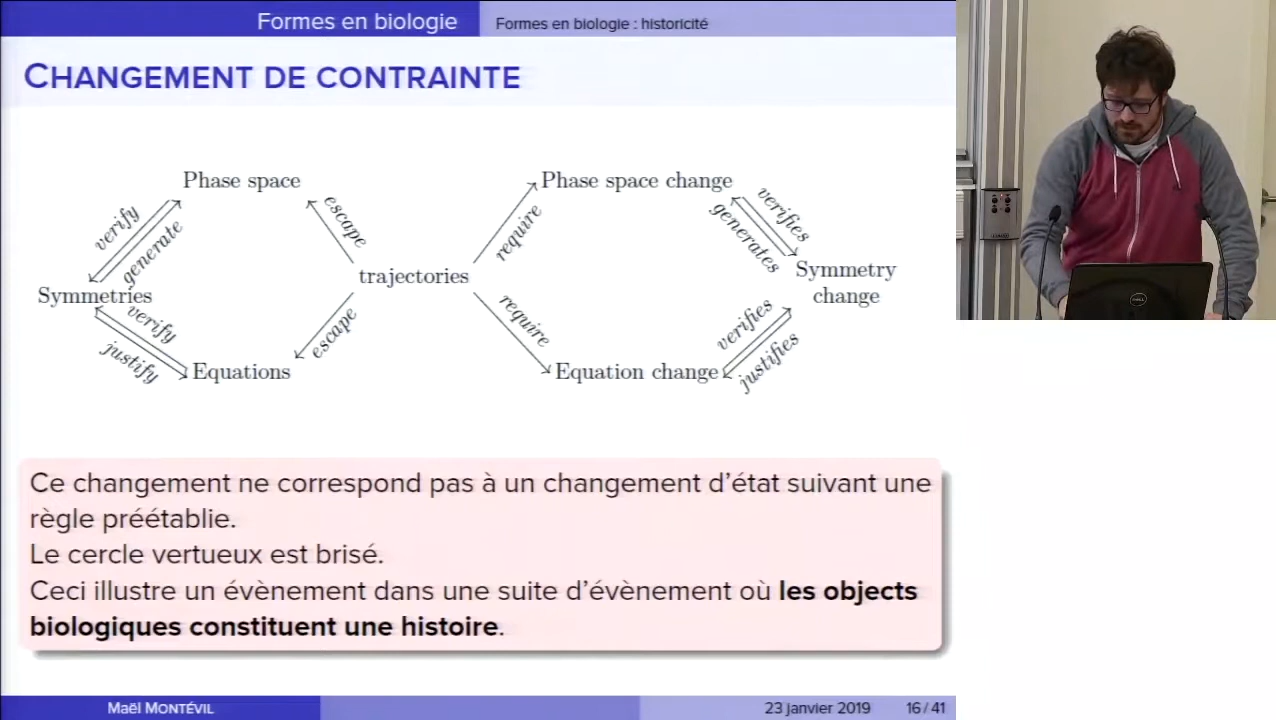 Formes en biologie
Formes en biologie : historicité
CHANGEMENT DE CONTRAINTE
Phase space
Phase space change
verify
generate
escape
require
generates
verifies
trajectories
Symmetries
Symmetry
change
verify
justify
escape
require
verifies
justifies
Equations
Equation change
Ce changement ne correspond pas à un changement d'état suivant une
règle préétablie.
Le cercle vertueux est brisé.
Ceci illustre un évènement dans une suite d'évènement où les objects
biologiques constituent une histoire.
Maël MONTÉVIL
23 janvier 2019
16 / 41
DELL